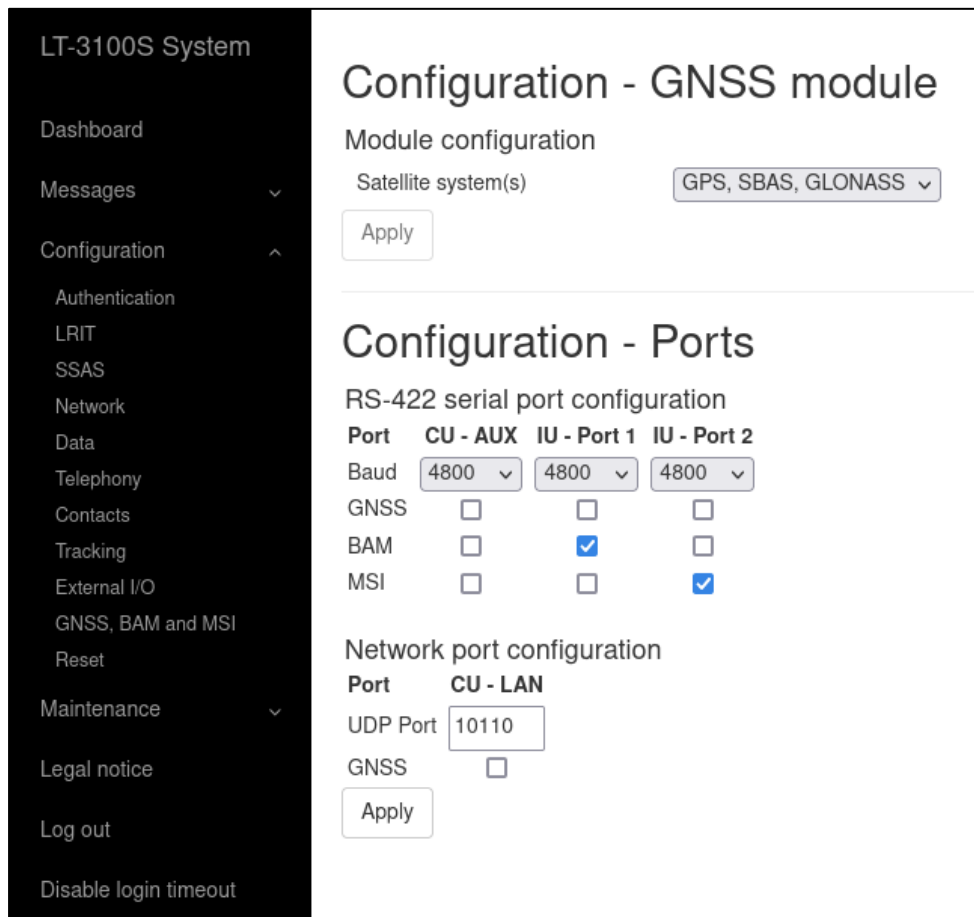 LT-3100S System
Dashboard
Messages
Configuration
Authentication
LRIT
SSAS
Network
Data
Telephony
Contacts
Tracking
External I/O
GNSS, BAM and MSI
Reset
Maintenance
Legal notice
Log out
Disable login timeout
Configuration - GNSS module
Module configuration
Satellite system(s) GPS, SBAS, GLONASS
Apply
Configuration - Ports
RS-422 serial port configuration
Port CU - AUX IU - Port 1 IU - Port 2
Baud 4800 4800 4800
GNSS
BAM
MSI
Network port configuration
Port CU - LAN
UDP Port 10110
GNSS
Apply